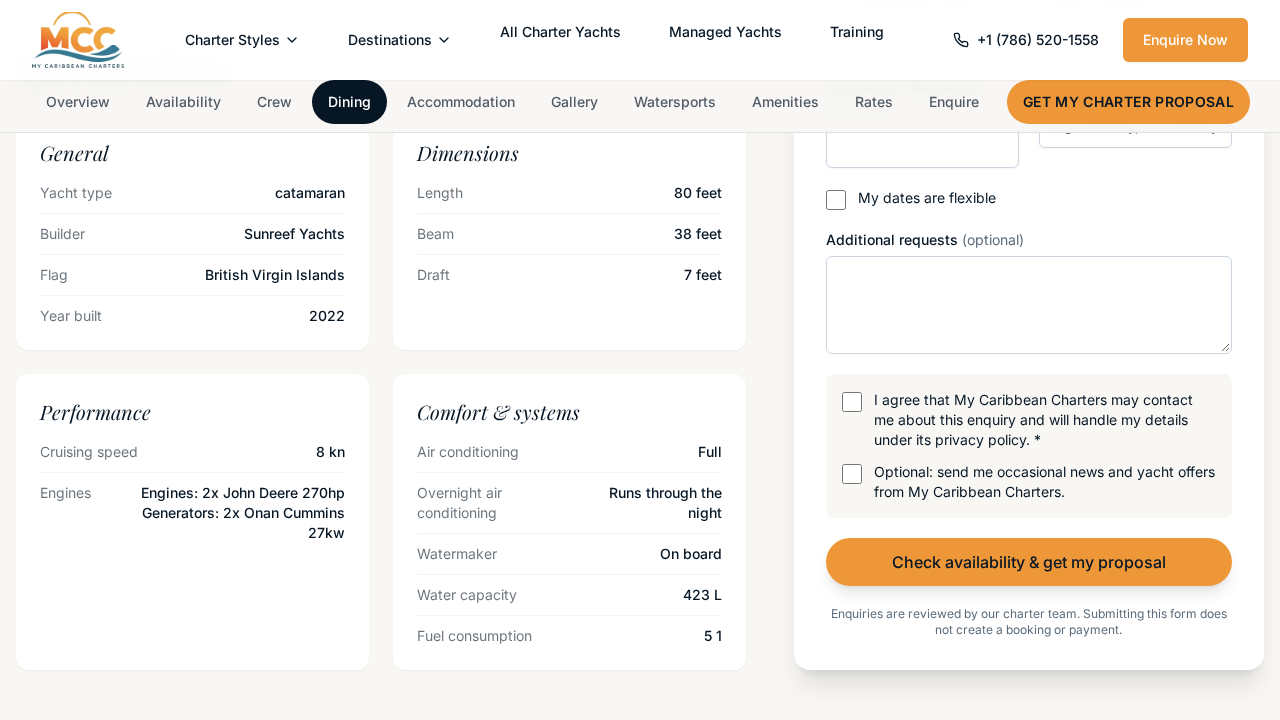 MCC
MY CARIBBEAN CHARTERS
Charter Styles
Destinations
All Charter Yachts
Managed Yachts
Training
+1 (786) 520-1558
Enquire Now
Overview
Availability
Crew
Dining
Accommodation
Gallery
Watersports
Amenities
Rates
Enquire
GET MY CHARTER PROPOSAL
General
Yacht type catamaran
Builder Sunreef Yachts
Flag British Virgin Islands
Year built 2022
Dimensions
Length 80 feet
Beam 38 feet
Draft 7 feet
Performance
Cruising speed 8 kn
Engines Engines: 2x John Deere 270hp
Generators: 2x Onan Cummins
27kw
Comfort & systems
Air conditioning Full
Overnight air Runs through the
conditioning night
Watermaker On board
Water capacity 423 L
Fuel consumption 5 1
My dates are flexible
Additional requests (optional)
I agree that My Caribbean Charters may contact
me about this enquiry and will handle my details
under its privacy policy. *
Optional: send me occasional news and yacht offers
from My Caribbean Charters.
Check availability & get my proposal
Enquiries are reviewed by our charter team. Submitting this form does
not create a booking or payment.